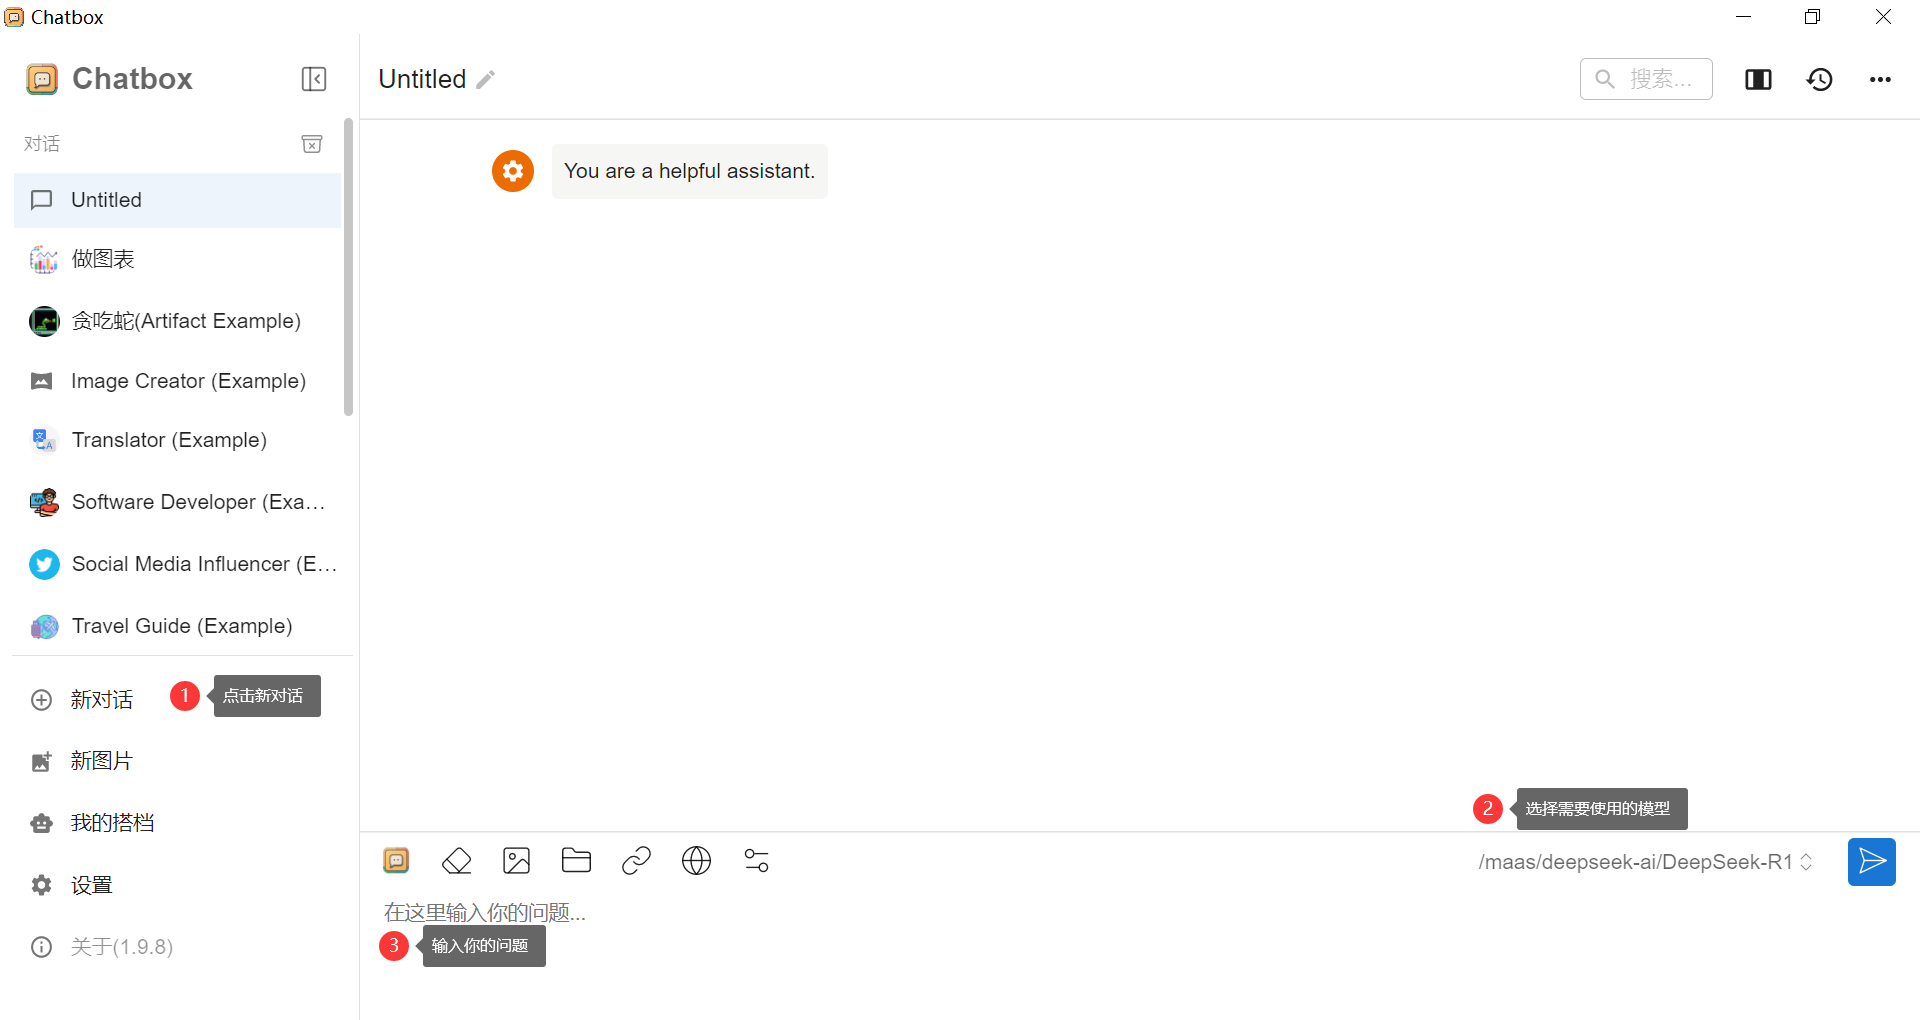 Chatbox
Chatbox
对话
Untitled
做图表
贪吃蛇(Artifact Example)
Image Creator (Example)
Translator (Example)
Software Developer (Exa...
Social Media Influencer (E...
Travel Guide (Example)
新对话
1
点击新对话
新图片
我的搭档
设置
关于(1.9.8)
Untitled
搜索...
You are a helpful assistant.
2
选择需要使用的模型
/maas/deepseek-ai/DeepSeek-R1
在这里输入你的问题...
3
输入你的问题